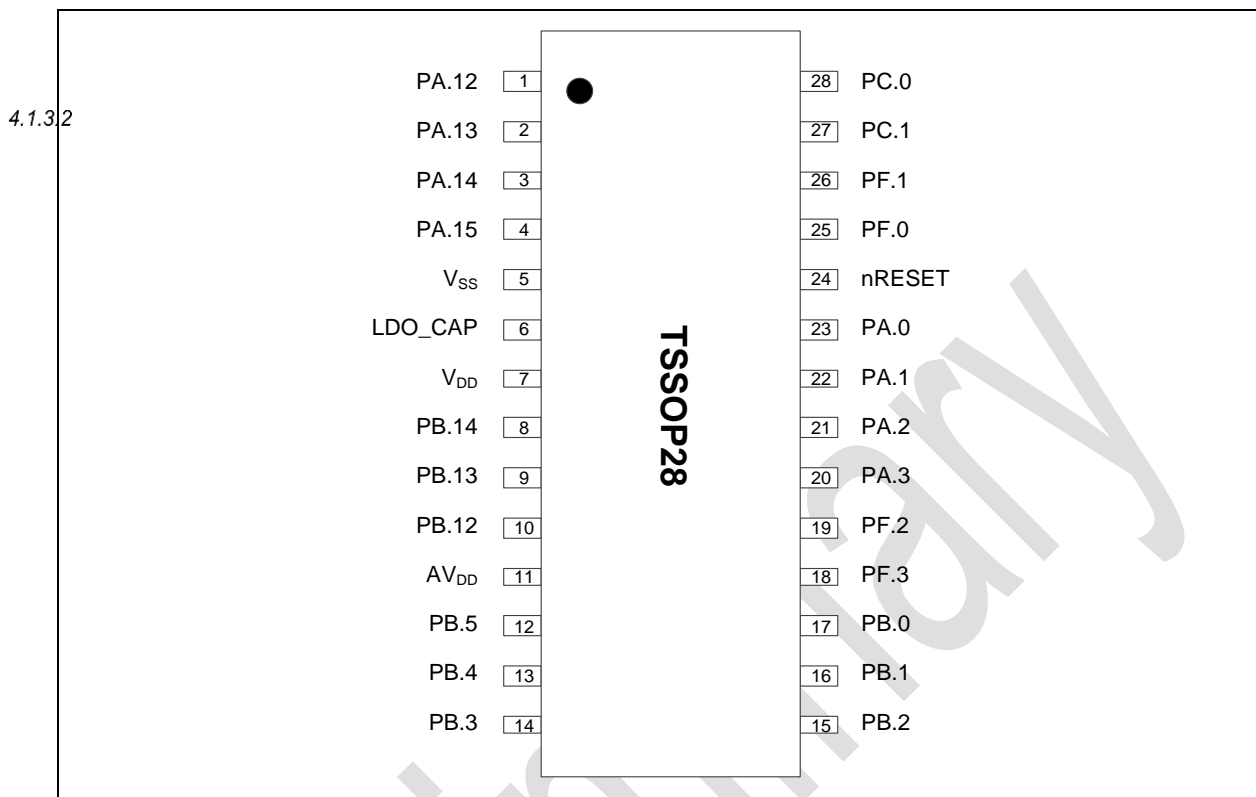 4.1.3.2
PA.12 1 28 PC.0
PA.13 2 27 PC.1
PA.14 3 26 PF.1
PA.15 4 25 PF.0
VSS 5 24 nRESET
LDO_CAP 6 23 PA.0
VDD 7 22 PA.1
PB.14 8 21 PA.2
PB.13 9 20 PA.3
PB.12 10 19 PF.2
AVDD 11 18 PF.3
PB.5 12 17 PB.0
PB.4 13 16 PB.1
PB.3 14 15 PB.2
TSSOP28